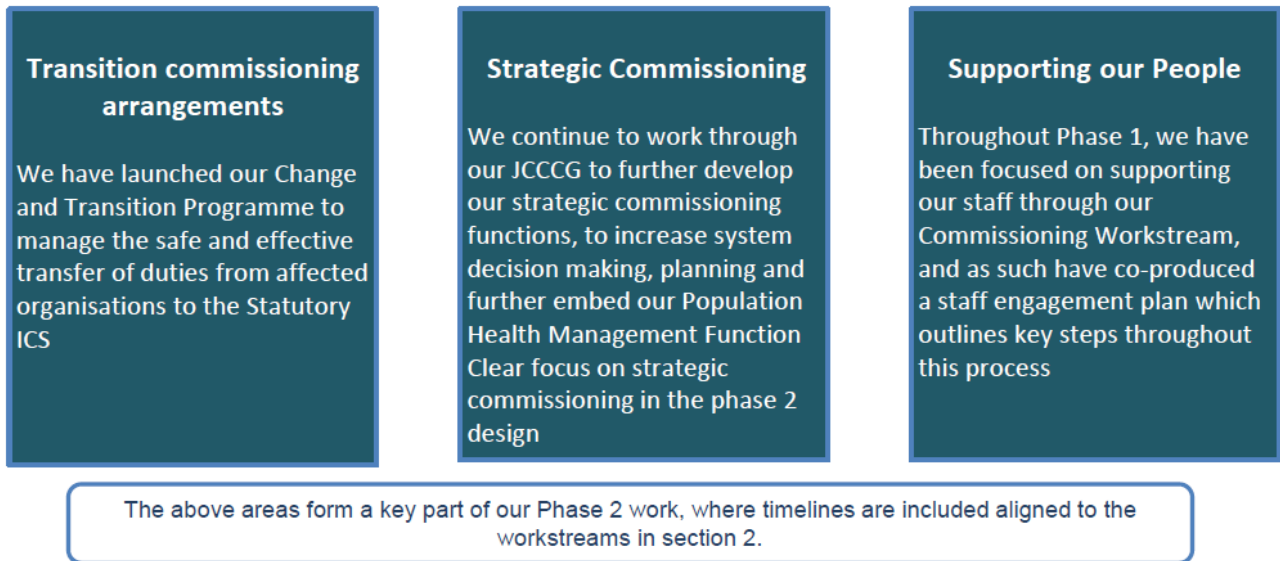 Transition commissioning
arrangements
We have launched our Change
and Transition Programme to
manage the safe and effective
transfer of duties from affected
organisations to the Statutory
ICS
Strategic Commissioning
We continue to work through
our JCCCG to further develop
our strategic commissioning
functions, to increase system
decision making, planning and
further embed our Population
Health Management Function
Clear focus on strategic
commissioning in the phase 2
design
Supporting our People
Throughout Phase 1, we have
been focused on supporting
our staff through our
Commissioning Workstream,
and as such have co-produced
a staff engagement plan which
outlines key steps throughout
this process
The above areas form a key part of our Phase 2 work, where timelines are included aligned to the
workstreams in section 2.